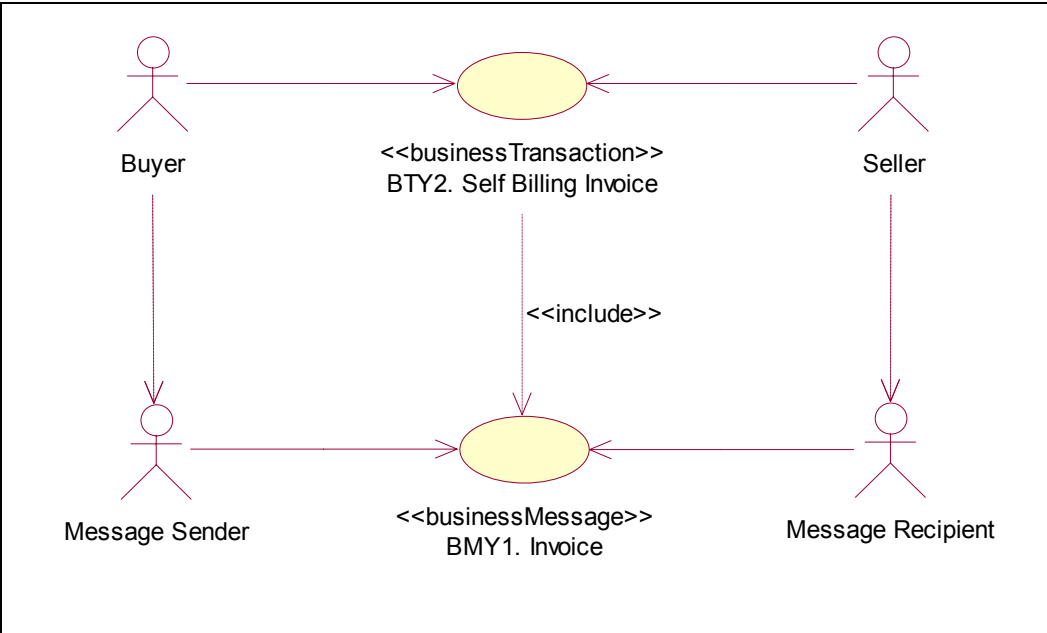 Buyer
<<businessTransaction>>
BTY2. Self Billing Invoice
Seller
<<include>>
Message Sender
<<businessMessage>>
BMY1. Invoice
Message Recipient